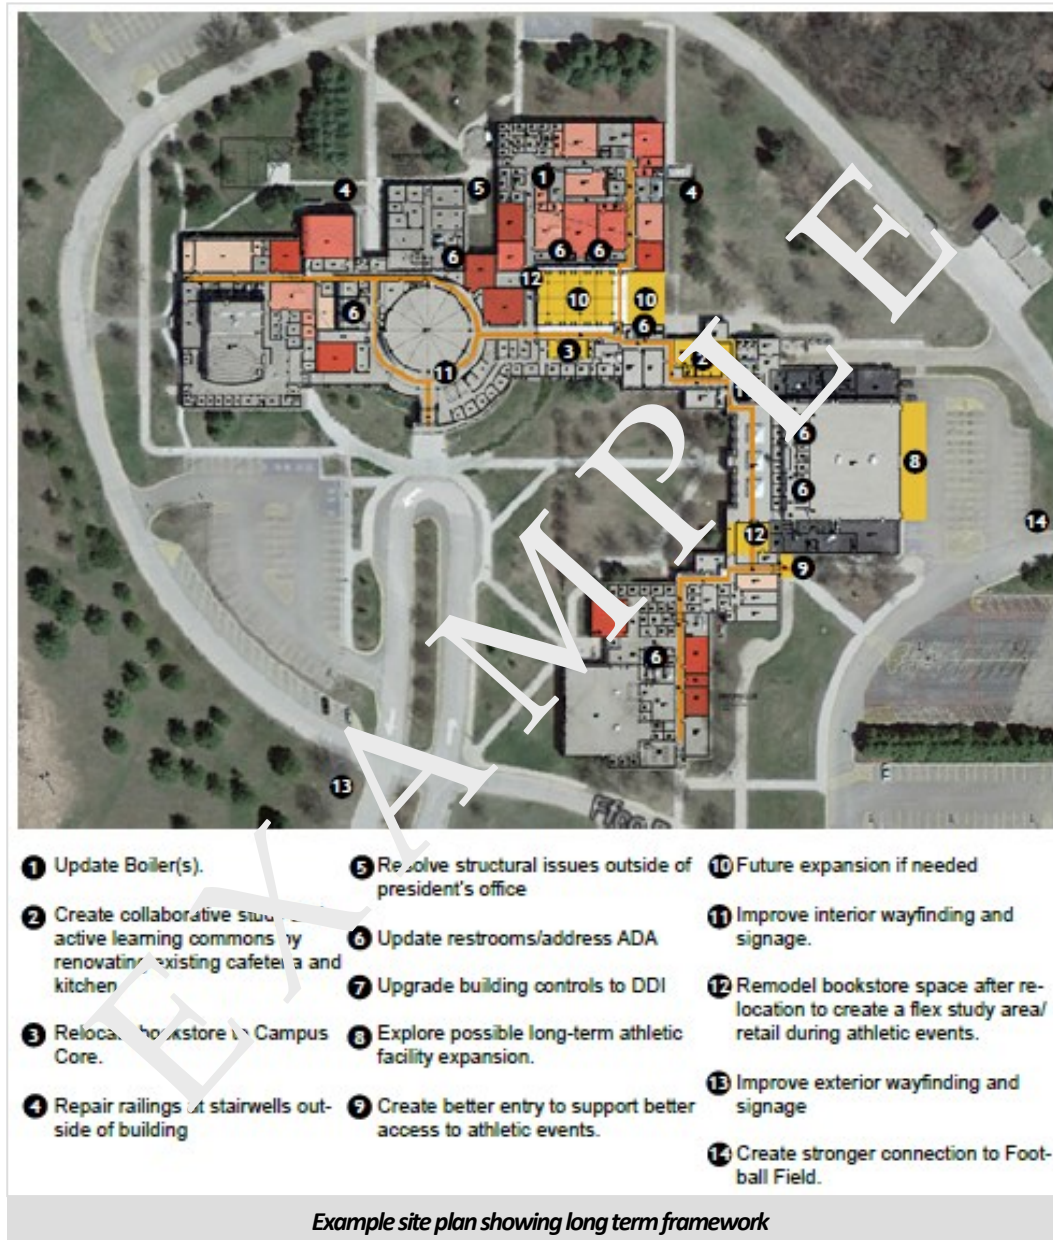 4
5
1
4
6
6
6
12
10
10
6
6
3
2
11
6
8
6
14
12
9
6
13
EXAMPLE
1 Update Boiler(s).
2 Create collaborative
active learning commons by
renovating existing cafeteria and
kitchen
3 bookstore Campus
Core.
4 Repair railings at stairwells out-
side of building
5 Resolve structural issues outside of
president's office
6 Update restrooms/address ADA
7 Upgrade building controls to DDI
8 Explore possible long-term athletic
facility expansion.
9 Create better entry to support better
access to athletic events.
10 Future expansion if needed
11 Improve interior wayfinding and
signage.
12 Remodel bookstore space after re-
location to create a flex study area/
retail during athletic events.
13 Improve exterior wayfinding and
signage
14 Create stronger connection to Foot-
ball Field.
Example site plan showing long term framework